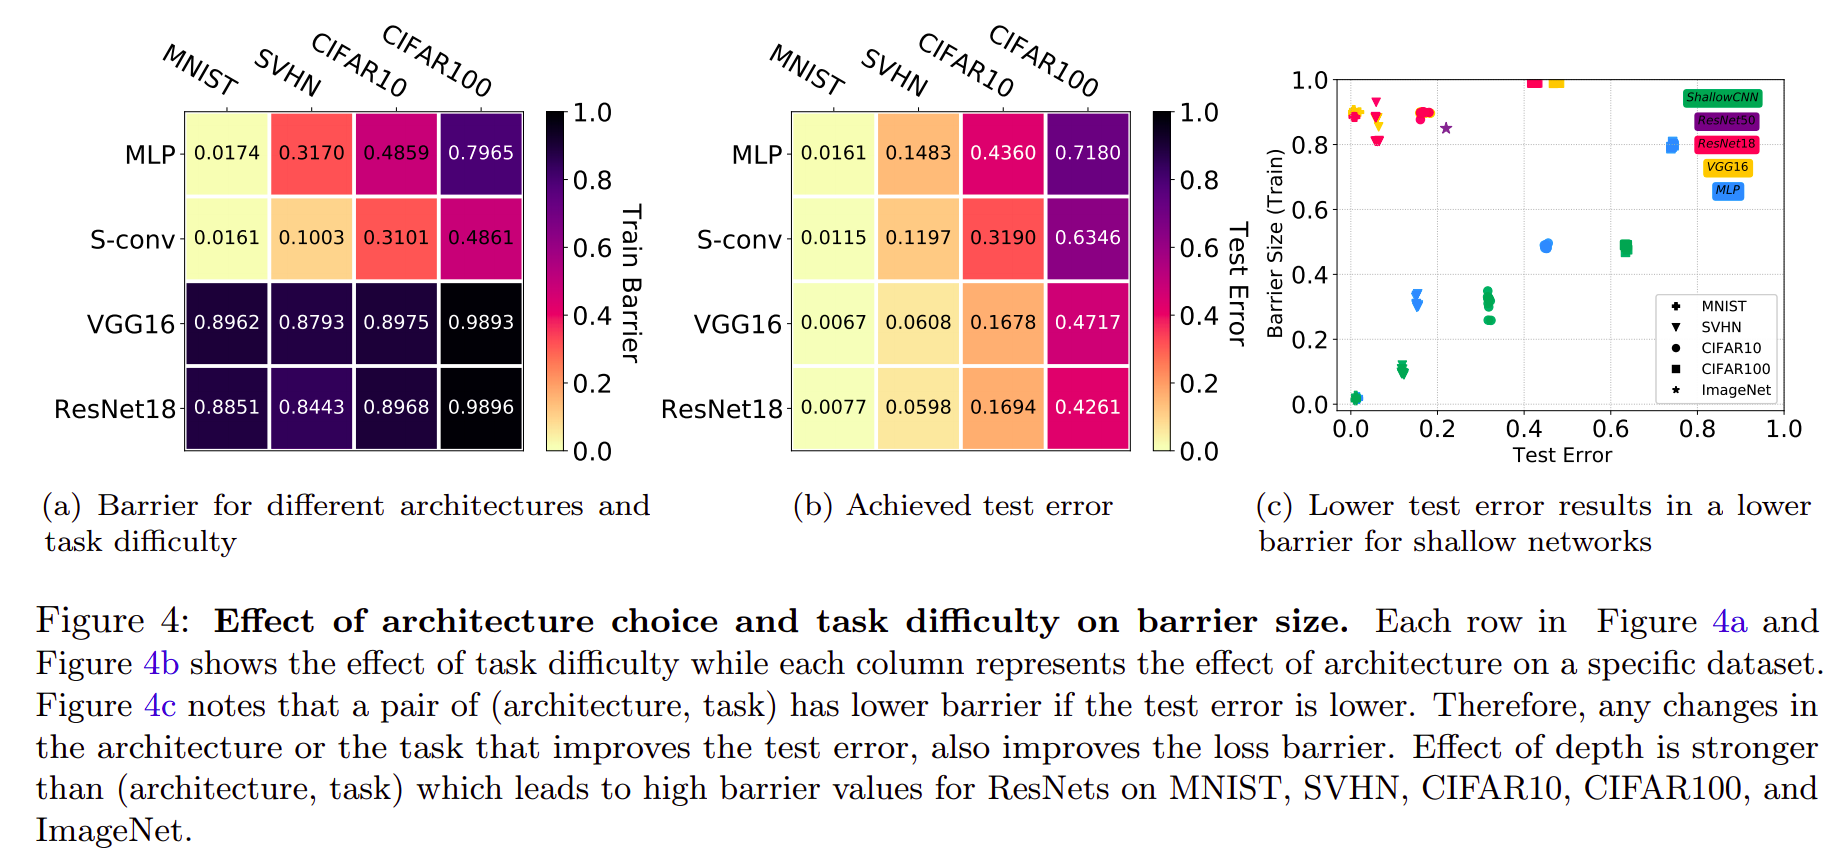 MNIST SVHN CIFAR10 CIFAR100
MLP 0.0174 0.3170 0.4859 0.7965
S-conv 0.0161 0.1003 0.3101 0.4861
VGG16 0.8962 0.8793 0.8975 0.9893
ResNet18 0.8851 0.8443 0.8968 0.9896
1.0
0.8
0.6
0.4
0.2
0.0
Train Barrier
(a) Barrier for different architectures and
task difficulty
MNIST SVHN CIFAR10 CIFAR100
MLP 0.0161 0.1483 0.4360 0.7180
S-conv 0.0115 0.1197 0.3190 0.6346
VGG16 0.0067 0.0608 0.1678 0.4717
ResNet18 0.0077 0.0598 0.1694 0.4261
1.0
0.8
0.6
0.4
0.2
0.0
Test Error
(b) Achieved test error
Barrier Size (Train)
1.0
0.8
0.6
0.4
0.2
0.0
ShallowCNN
ResNet50
ResNet18
VGG16
MLP
MNIST
SVHN
CIFAR10
CIFAR100
ImageNet
0.0 0.2 0.4 0.6 0.8 1.0
Test Error
(c) Lower test error results in a lower
barrier for shallow networks
Figure 4: Effect of architecture choice and task difficulty on barrier size. Each row in Figure 4a and
Figure 4b shows the effect of task difficulty while each column represents the effect of architecture on a specific dataset.
Figure 4c notes that a pair of (architecture, task) has lower barrier if the test error is lower. Therefore, any changes in
the architecture or the task that improves the test error, also improves the loss barrier. Effect of depth is stronger
than (architecture, task) which leads to high barrier values for ResNets on MNIST, SVHN, CIFAR10, CIFAR100, and
ImageNet.